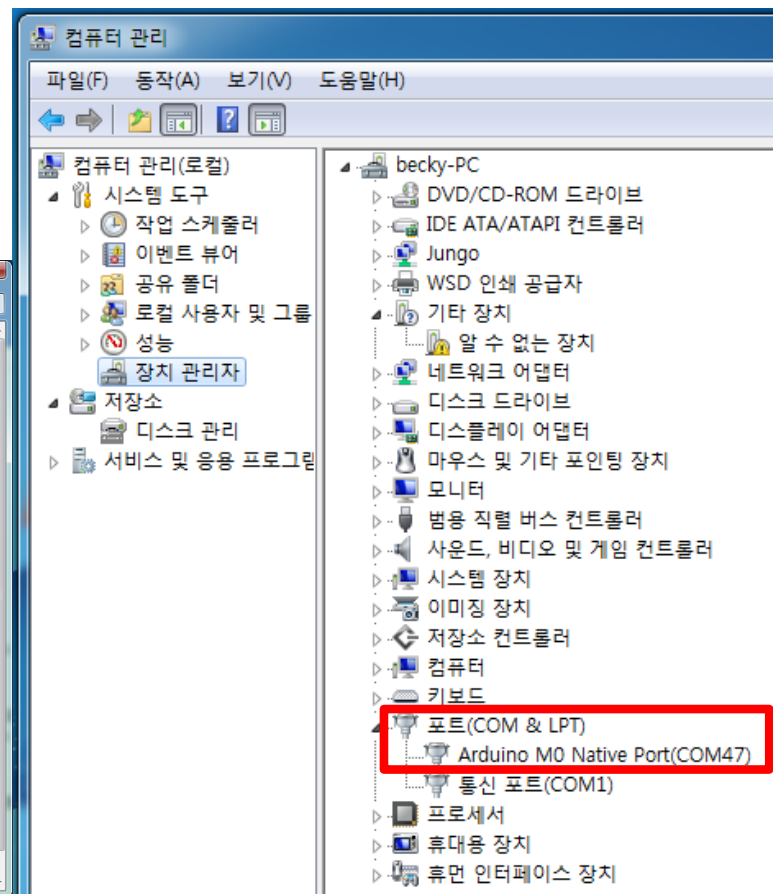 컴퓨터 관리
파일(F) 동작(A) 보기(V) 도움말(H)
컴퓨터 관리(로컬)
시스템 도구
작업 스케줄러
이벤트 뷰어
공유 폴더
로컬 사용자 및 그룹
성능
장치 관리자
저장소
디스크 관리
서비스 및 응용 프로그램
becky-PC
DVD/CD-ROM 드라이브
IDE ATA/ATAPI 컨트롤러
Jungo
WSD 인쇄 공급자
기타 장치
알 수 없는 장치
네트워크 어댑터
디스크 드라이브
디스플레이 어댑터
마우스 및 기타 포인팅 장치
모니터
범용 직렬 버스 컨트롤러
사운드, 비디오 및 게임 컨트롤러
시스템 장치
이미징 장치
저장소 컨트롤러
컴퓨터
키보드
포트(COM & LPT)
Arduino M0 Native Port(COM47)
통신 포트(COM1)
프로세서
휴대용 장치
휴먼 인터페이스 장치